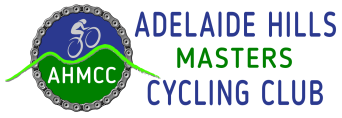 AHMCC
ADELAIDE HILLS
MASTERS
CYCLING CLUB